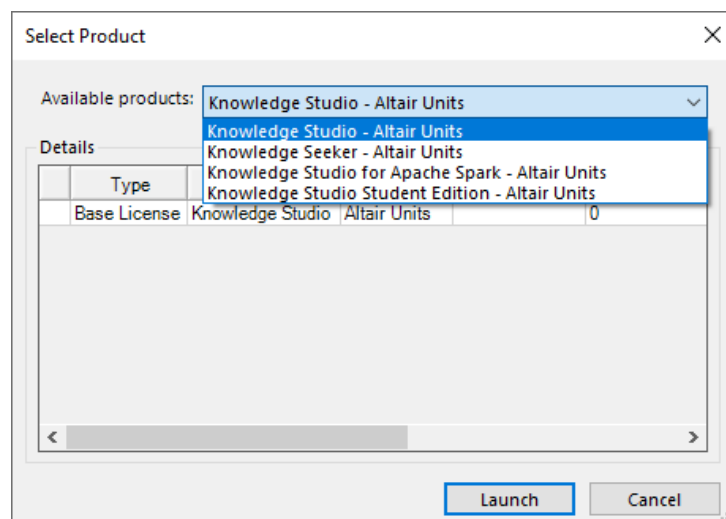 Select Product
Available products: Knowledge Studio - Altair Units
Knowledge Studio - Altair Units
Knowledge Seeker - Altair Units
Knowledge Studio for Apache Spark - Altair Units
Knowledge Studio Student Edition - Altair Units
Details
Type
Base License Knowledge Studio Altair Units 0
Launch Cancel